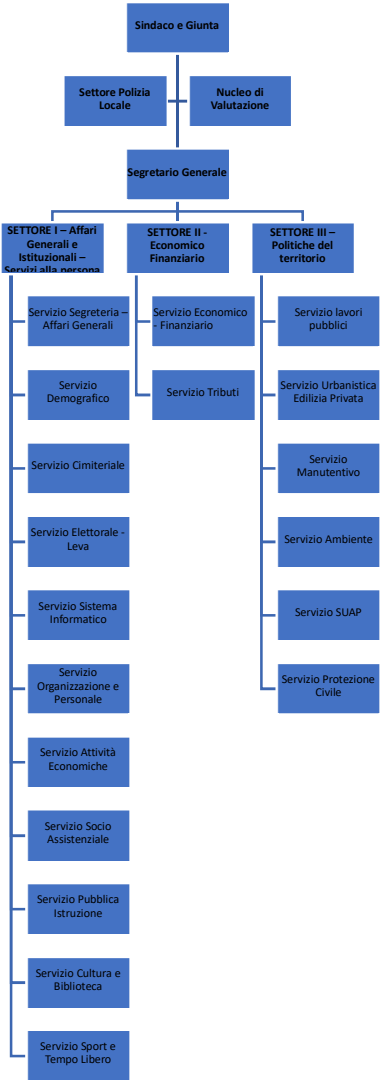 Sindaco e Giunta
Settore Polizia
Locale
Nucleo di
Valutazione
Segretario Generale
SETTORE I – Affari
Generali e
Istituzionali –
Servizi alla persona
SETTORE II -
Economico
Finanziario
SETTORE III –
Politiche del
territorio
Servizio Segreteria –
Affari Generali
Servizio
Demografico
Servizio Cimiteriale
Servizio Elettorale -
Leva
Servizio Sistema
Informatico
Servizio
Organizzazione e
Personale
Servizio Attività
Economiche
Servizio Socio
Assistenziale
Servizio Pubblica
Istruzione
Servizio Cultura e
Biblioteca
Servizio Sport e
Tempo Libero
Servizio Economico
- Finanziario
Servizio Tributi
Servizio lavori
pubblici
Servizio Urbanistica
Edilizia Privata
Servizio
Manutentivo
Servizio Ambiente
Servizio SUAP
Servizio Protezione
Civile